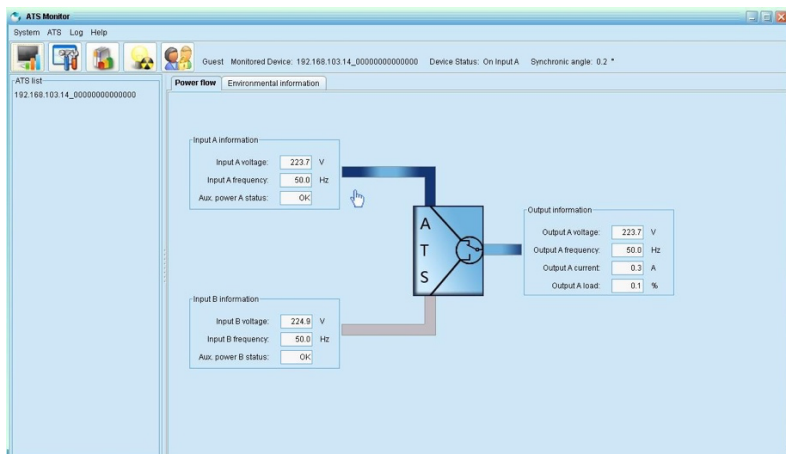 ATS Monitor
System ATS Log Help
Guest Monitored Device: 192.168.103.14_00000000000000 Device Status: On Input A Synchronic angle: 0.2 °
ATS list
192.168.103.14_00000000000000
Power flow Environmental information
Input A information
Input A voltage: 223.7 V
Input A frequency: 50.0 Hz
Aux. power A status: OK
A
T
S
Output information
Output A voltage: 223.7 V
Output A frequency: 50.0 Hz
Output A current: 0.3 A
Output A load: 0.1 %
Input B information
Input B voltage: 224.9 V
Input B frequency: 50.0 Hz
Aux. power B status: OK